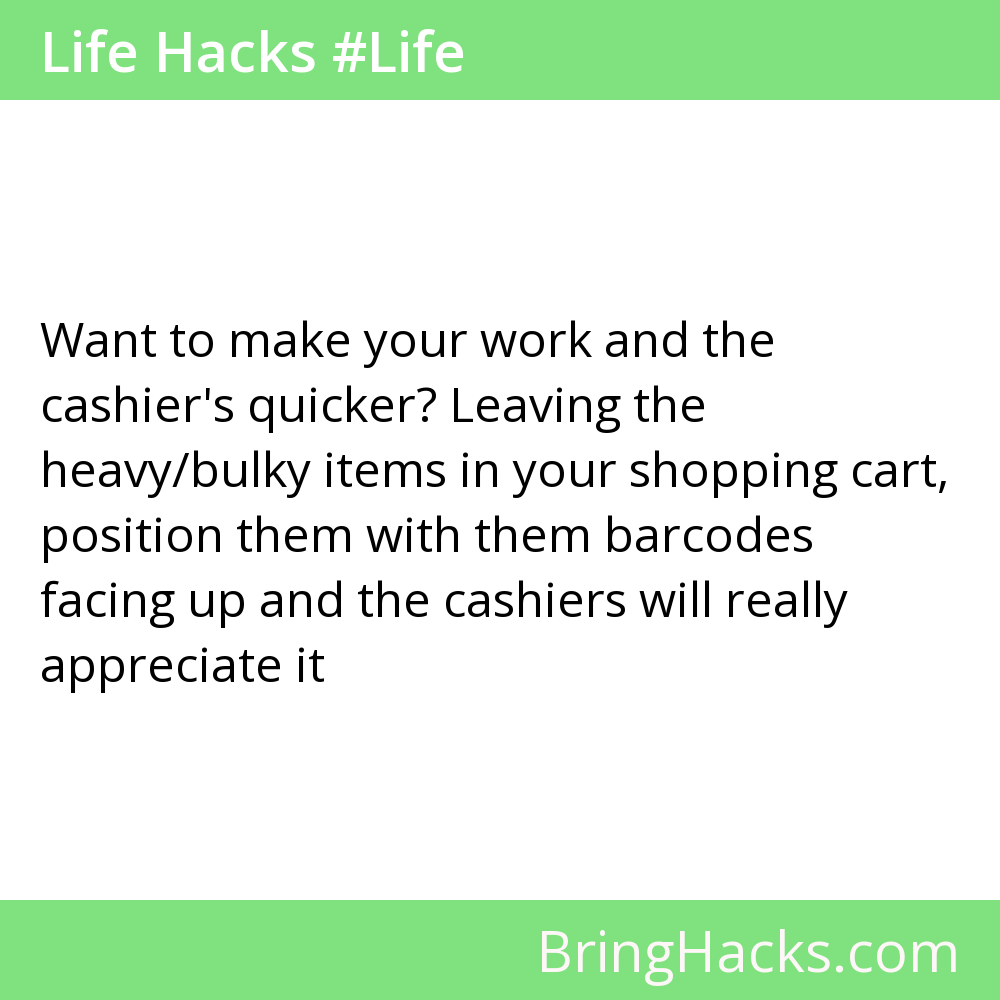 Life Hacks #Life
Want to make your work and the
cashier's quicker? Leaving the
heavy/bulky items in your shopping cart,
position them with them barcodes
facing up and the cashiers will really
appreciate it
BringHacks.com